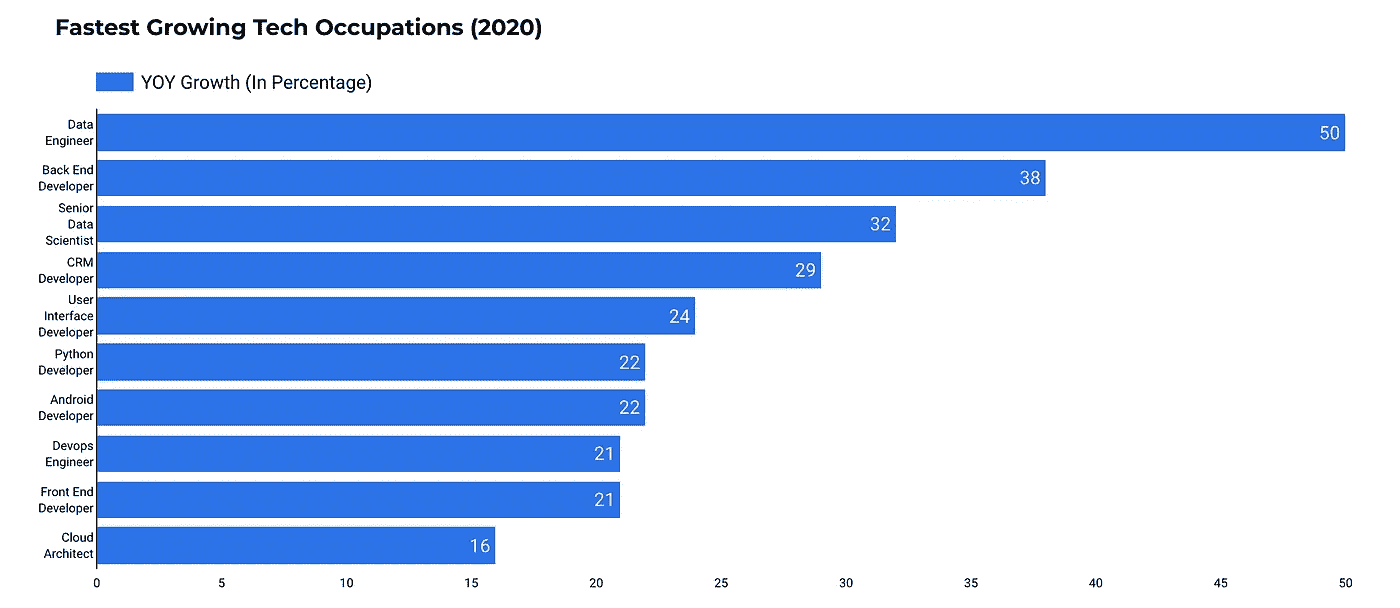 Fastest Growing Tech Occupations (2020)
YOY Growth (In Percentage)
Data
Engineer
50
Back End
Developer
38
Senior
Data
Scientist
32
CRM
Developer
29
User
Interface
Developer
24
Python
Developer
22
Android
Developer
22
Devops
Engineer
21
Front End
Developer
21
Cloud
Architect
16
0 5 10 15 20 25 30 35 40 45 50